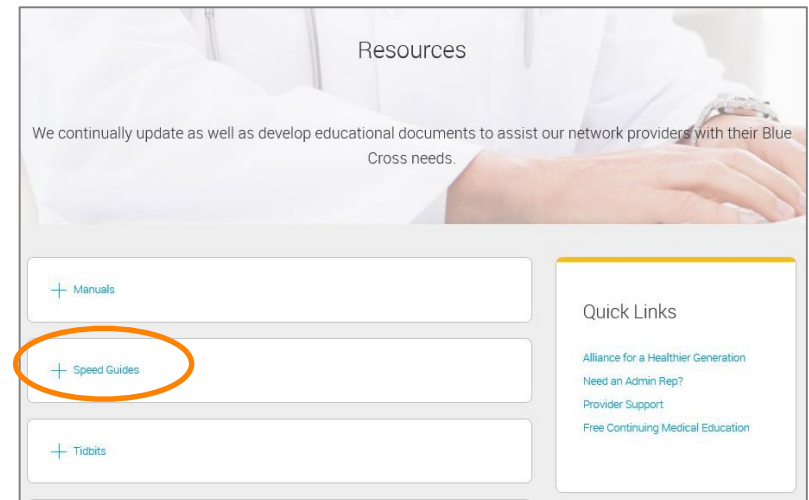 Resources
We continually update as well as develop educational documents to assist our network providers with their Blue
Cross needs.
Manuals
Speed Guides
Tidbits
Quick Links
Alliance for a Healthier Generation
Need an Admin Rep?
Provider Support
Free Continuing Medical Education